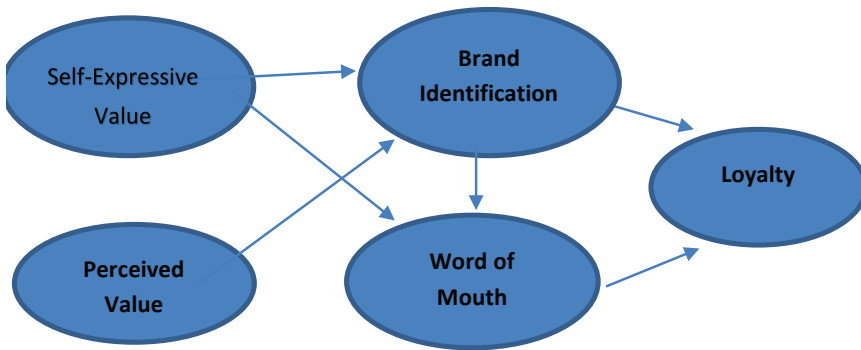 Self-Expressive
Value
Brand
Identification
Loyalty
Perceived
Value
Word of
Mouth